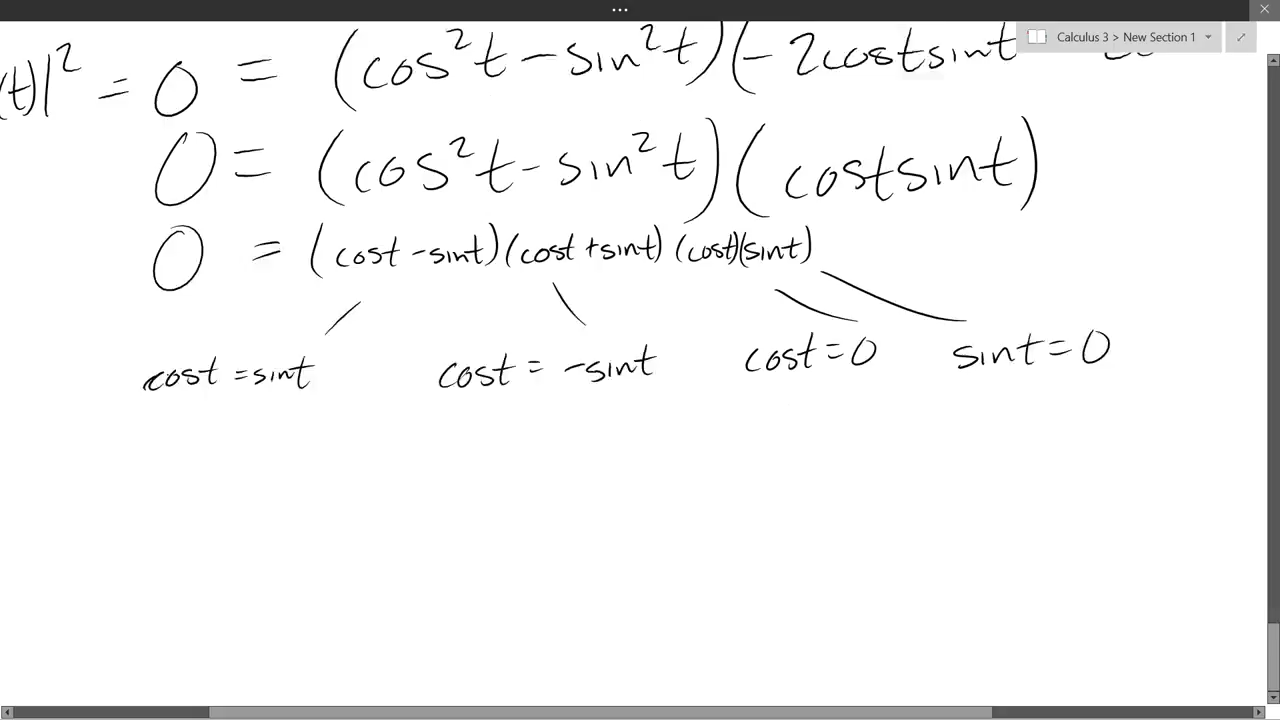 Calculus 3 > New Section 1
(t)|² = 0 = (cos²t - sin²t)(-2costsint
0 = (cos²t - sin²t)(costsint)
0 = (cost - sint)(cost + sint)(cost)(sint)
cost = sint cost = -sint cost = 0 sint = 0